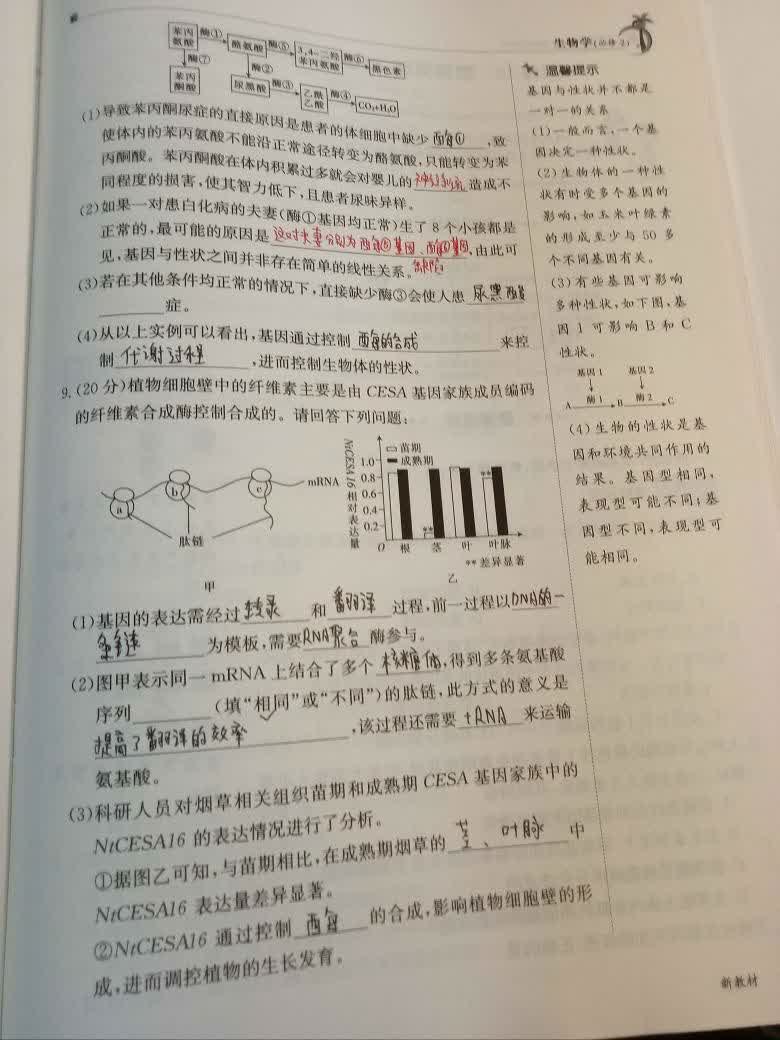 生物学(必修2)
苯丙氨酸 酶① 酪氨酸 酶⑤ 3,4-二羟苯丙氨酸 酶⑥ 黑色素
酶⑦ 酶②
苯丙酮酸 尿黑酸 酶③ 乙酰乙酸 酶④ CO₂+H₂O
(1)导致苯丙酮尿症的直接原因是患者的体细胞中缺少酶①,致
使体内的苯丙氨酸不能沿正常途径转变为酪氨酸,只能转变为苯
丙酮酸。苯丙酮酸在体内积累过多就会对婴儿的神经系统造成不
同程度的损害,使其智力低下,且患者尿味异样。
(2)如果一对患白化病的夫妻(酶①基因均正常)生了8个小孩都是
正常的,最可能的原因是这对夫妻分别为酶⑤基因、酶⑥基因,由此可
缺陷
见,基因与性状之间并非存在简单的线性关系。
(3)若在其他条件均正常的情况下,直接缺少酶③会使人患尿黑酸
症。
(4)从以上实例可以看出,基因通过控制酶的合成来控
制代谢过程,进而控制生物体的性状。
9.(20分)植物细胞壁中的纤维素主要是由CESA基因家族成员编码
的纤维素合成酶控制合成的。请回答下列问题:
a b c mRNA
肽链
甲
NtCESA16相对表达量
苗期
成熟期
1.0
0.8
0.6
0.4
0.2
O 根 茎 叶 叶脉
** **
**差异显著
乙
(1)基因的表达需经过转录和翻译过程,前一过程以DNA的一
条链为模板,需要RNA聚合酶参与。
(2)图甲表示同一mRNA上结合了多个核糖体,得到多条氨基酸
序列(填“相同”或“不同”)的肽链,此方式的意义是
提高了翻译的效率,该过程还需要tRNA来运输
氨基酸。
(3)科研人员对烟草相关组织苗期和成熟期CESA基因家族中的
NtCESA16的表达情况进行了分析。
①据图乙可知,与苗期相比,在成熟期烟草的茎、叶脉中
NtCESA16表达量差异显著。
②NtCESA16通过控制酶的合成,影响植物细胞壁的形
成,进而调控植物的生长发育。
温馨提示
基因与性状并不都是
一对一的关系
(1)一般而言,一个基
因决定一种性状。
(2)生物体的一种性
状有时受多个基因的
影响,如玉米叶绿素
的形成至少与50多
个不同基因有关。
(3)有些基因可影响
多种性状,如下图,基
因1可影响B和C
性状。
基因1 基因2
A 酶1 B 酶2 C
(4)生物的性状是基
因和环境共同作用的
结果。基因型相同,
表现型可能不同;基
因型不同,表现型可
能相同。
新教材